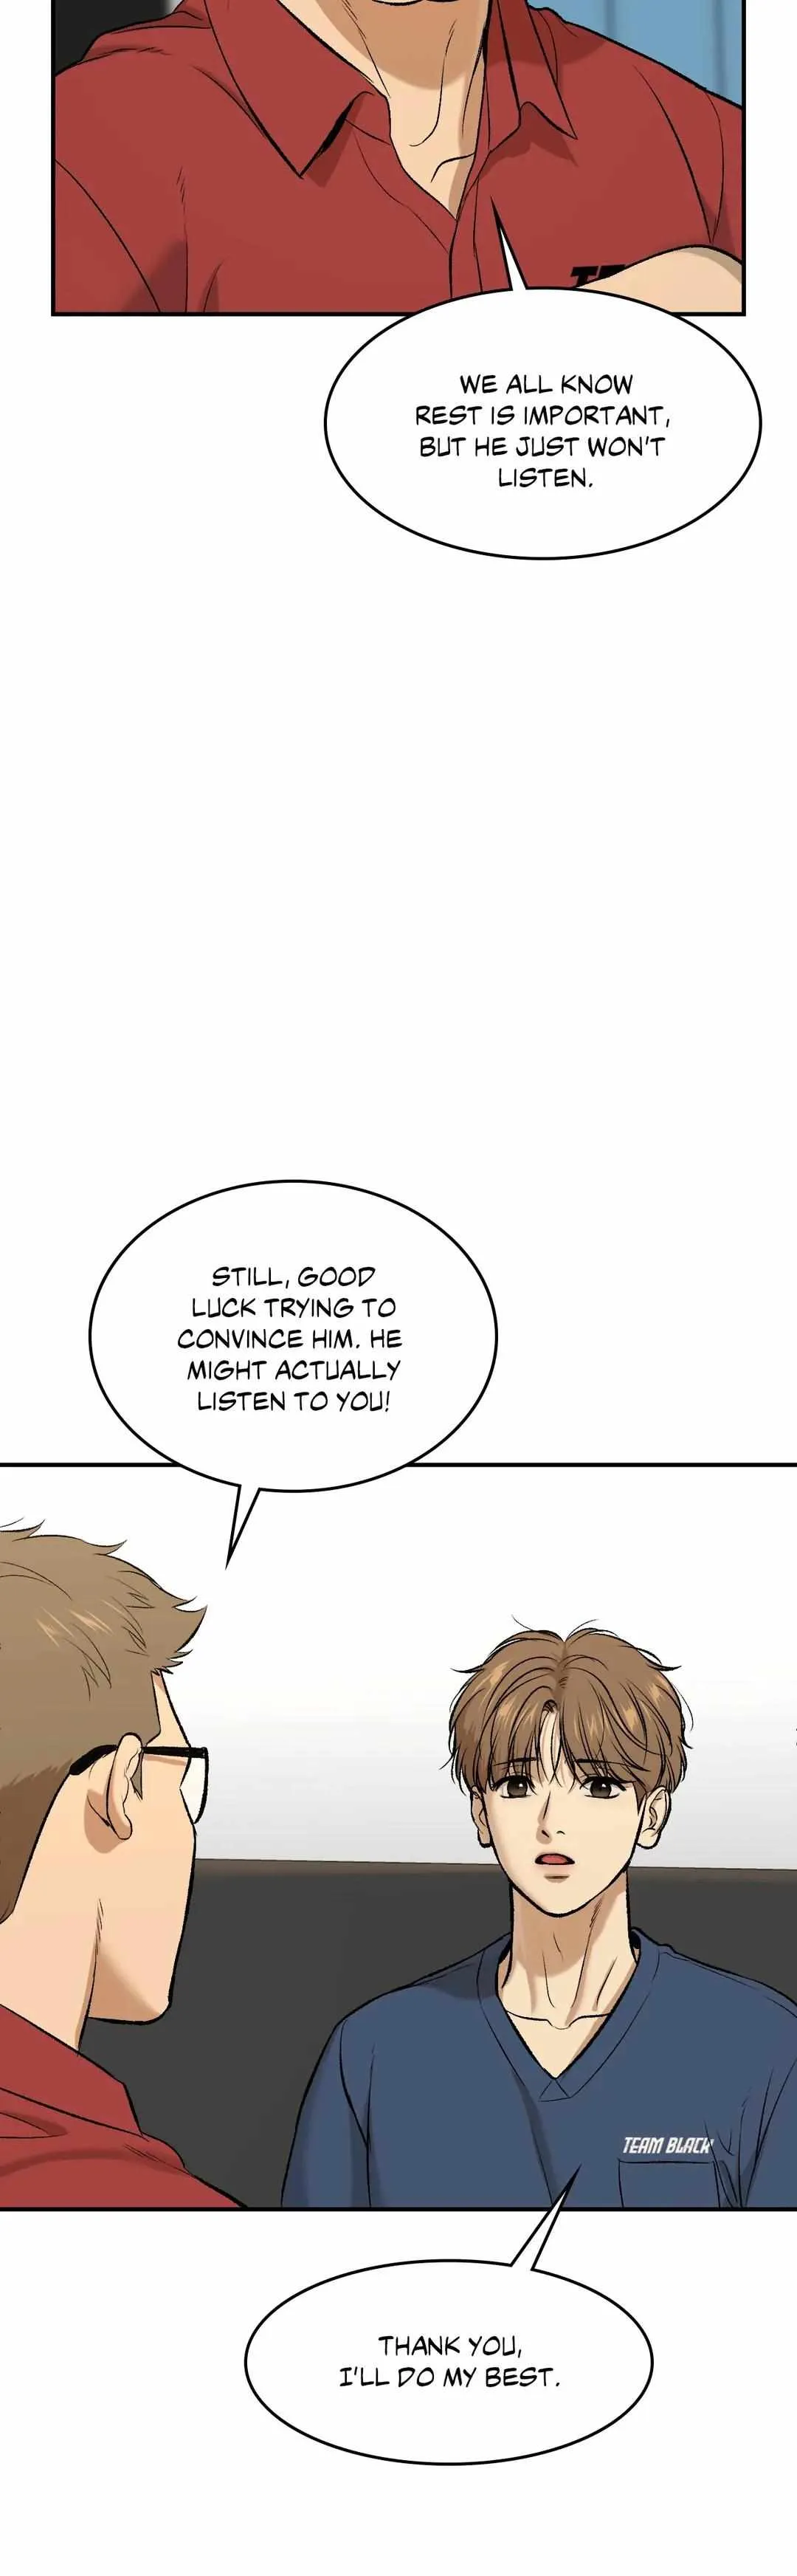 WE ALL KNOW
REST IS IMPORTANT,
BUT HE JUST WON'T
LISTEN.
STILL, GOOD
LUCK TRYING TO
CONVINCE HIM. HE
MIGHT ACTUALLY
LISTEN TO YOU!
TEAM BLACK
THANK YOU,
I'LL DO MY BEST.